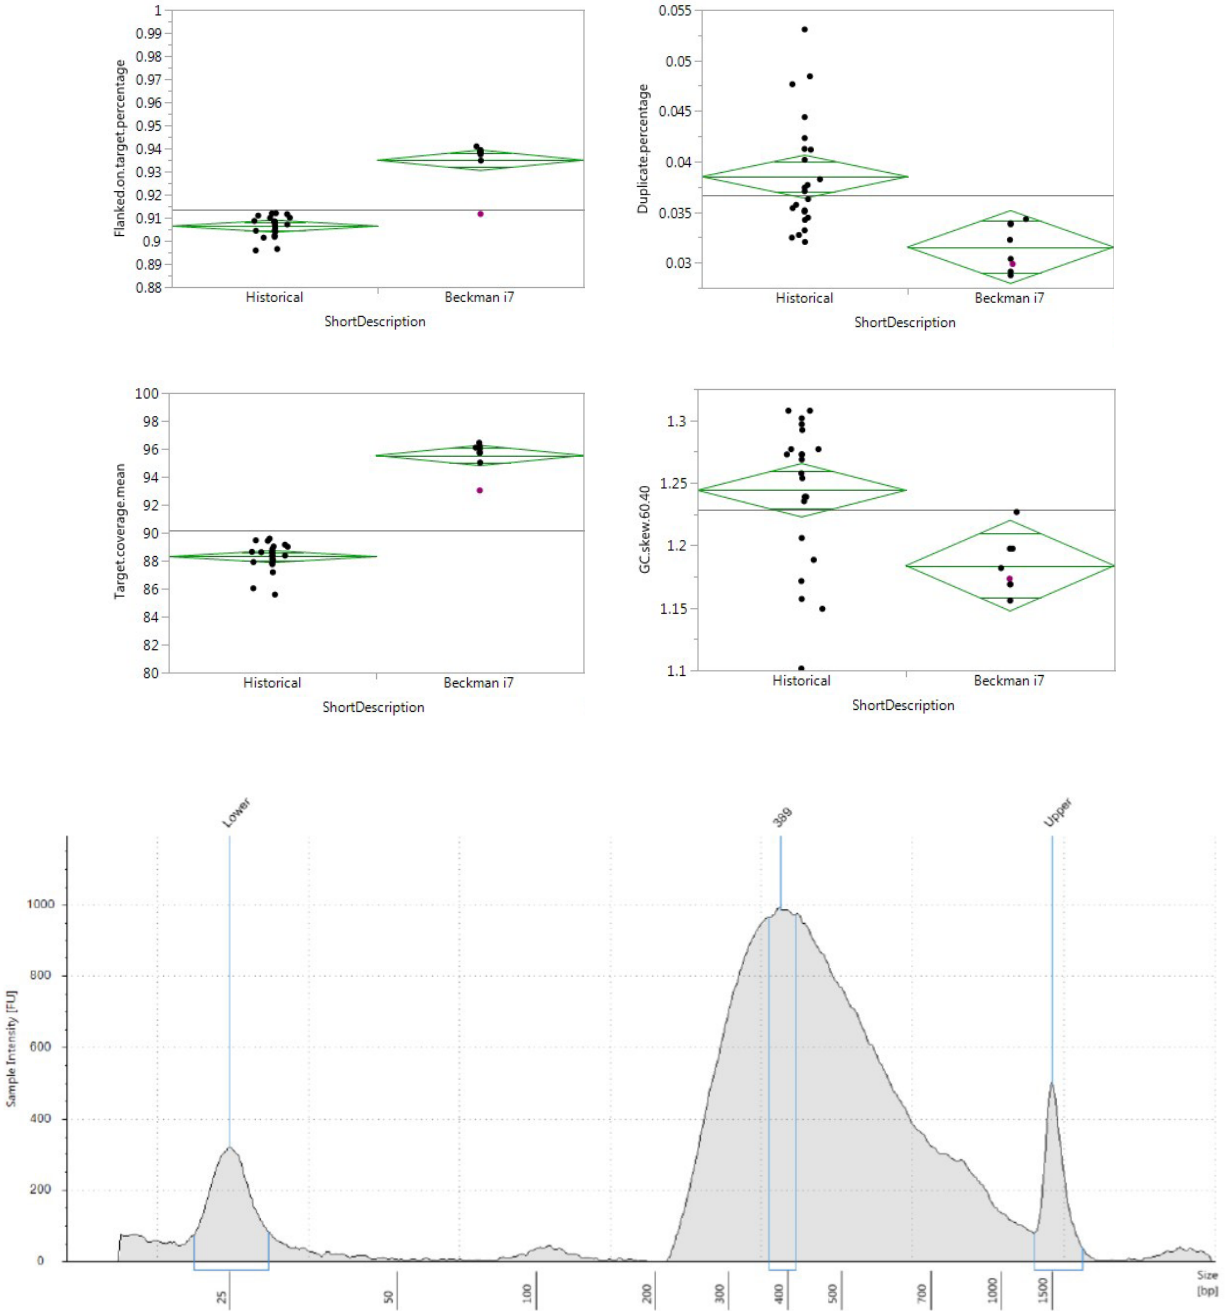 Flanked.on.target.percentage
1
0.99
0.98
0.97
0.96
0.95
0.94
0.93
0.92
0.91
0.9
0.89
0.88
Historical Beckman i7
ShortDescription
Duplicate.percentage
0.055
0.05
0.045
0.04
0.035
0.03
Historical Beckman i7
ShortDescription
Target.coverage.mean
100
98
96
94
92
90
88
86
84
82
80
Historical Beckman i7
ShortDescription
GC.skew.60.40
1.3
1.25
1.2
1.15
1.1
Historical Beckman i7
ShortDescription
Lower 389 Upper
Sample Intensity [FU]
1000
800
600
400
200
0
25 50 100 200 300 400 500 700 1000 1500
Size
[bp]